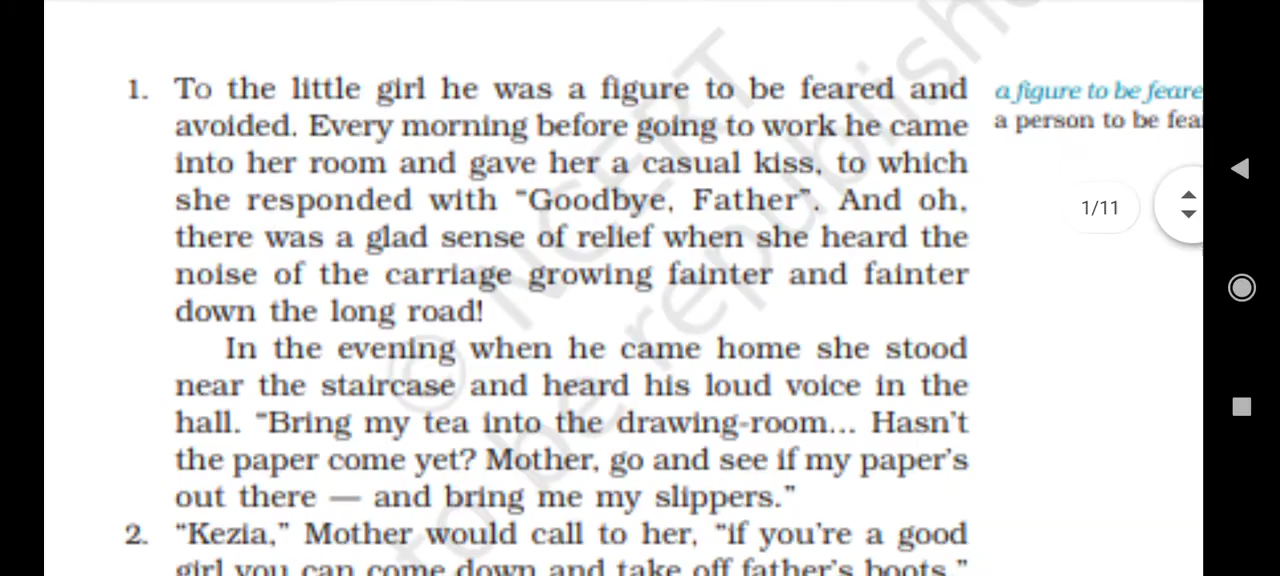 1. To the little girl he was a figure to be feared and
avoided. Every morning before going to work he came
into her room and gave her a casual kiss, to which
she responded with “Goodbye, Father”. And oh,
there was a glad sense of relief when she heard the
noise of the carriage growing fainter and fainter
down the long road!
In the evening when he came home she stood
near the staircase and heard his loud voice in the
hall. “Bring my tea into the drawing-room... Hasn’t
the paper come yet? Mother, go and see if my paper’s
out there — and bring me my slippers.”
2. “Kezia,” Mother would call to her, “if you’re a good
girl you can come down and take off father’s boots.”
a figure to be feare
a person to be fea
1/11
© NCERT
to be republish